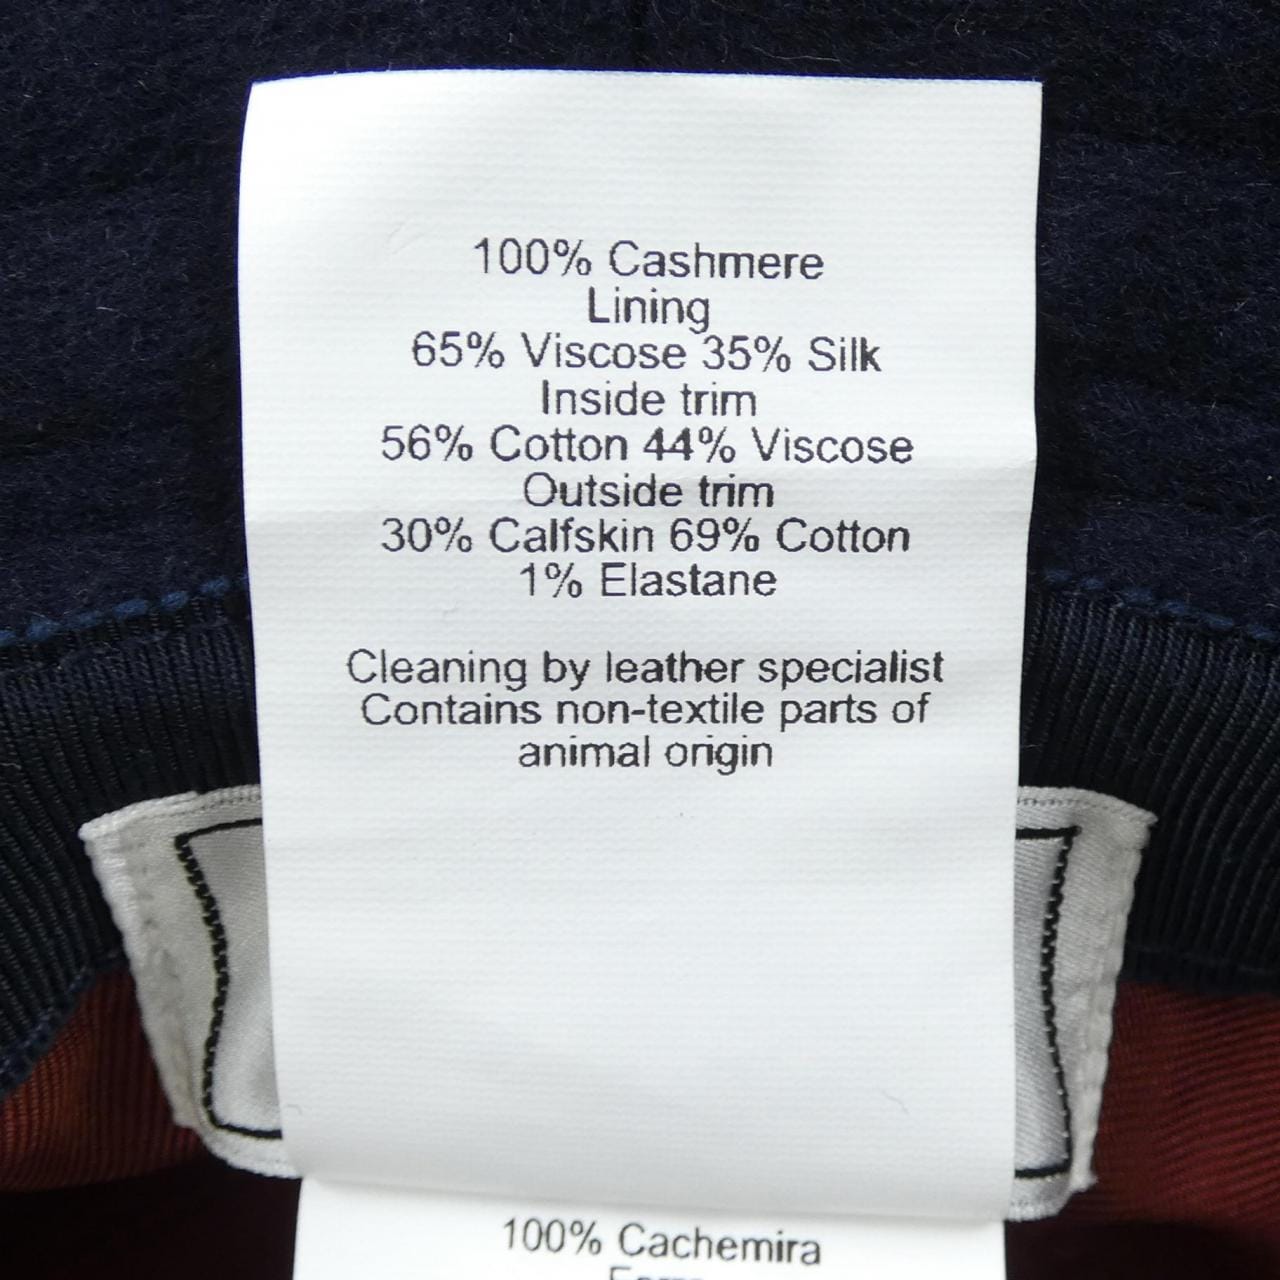 100% Cashmere
Lining
65% Viscose 35% Silk
Inside trim
56% Cotton 44% Viscose
Outside trim
30% Calfskin 69% Cotton
1% Elastane
Cleaning by leather specialist
Contains non-textile parts of
animal origin
100% Cachemira